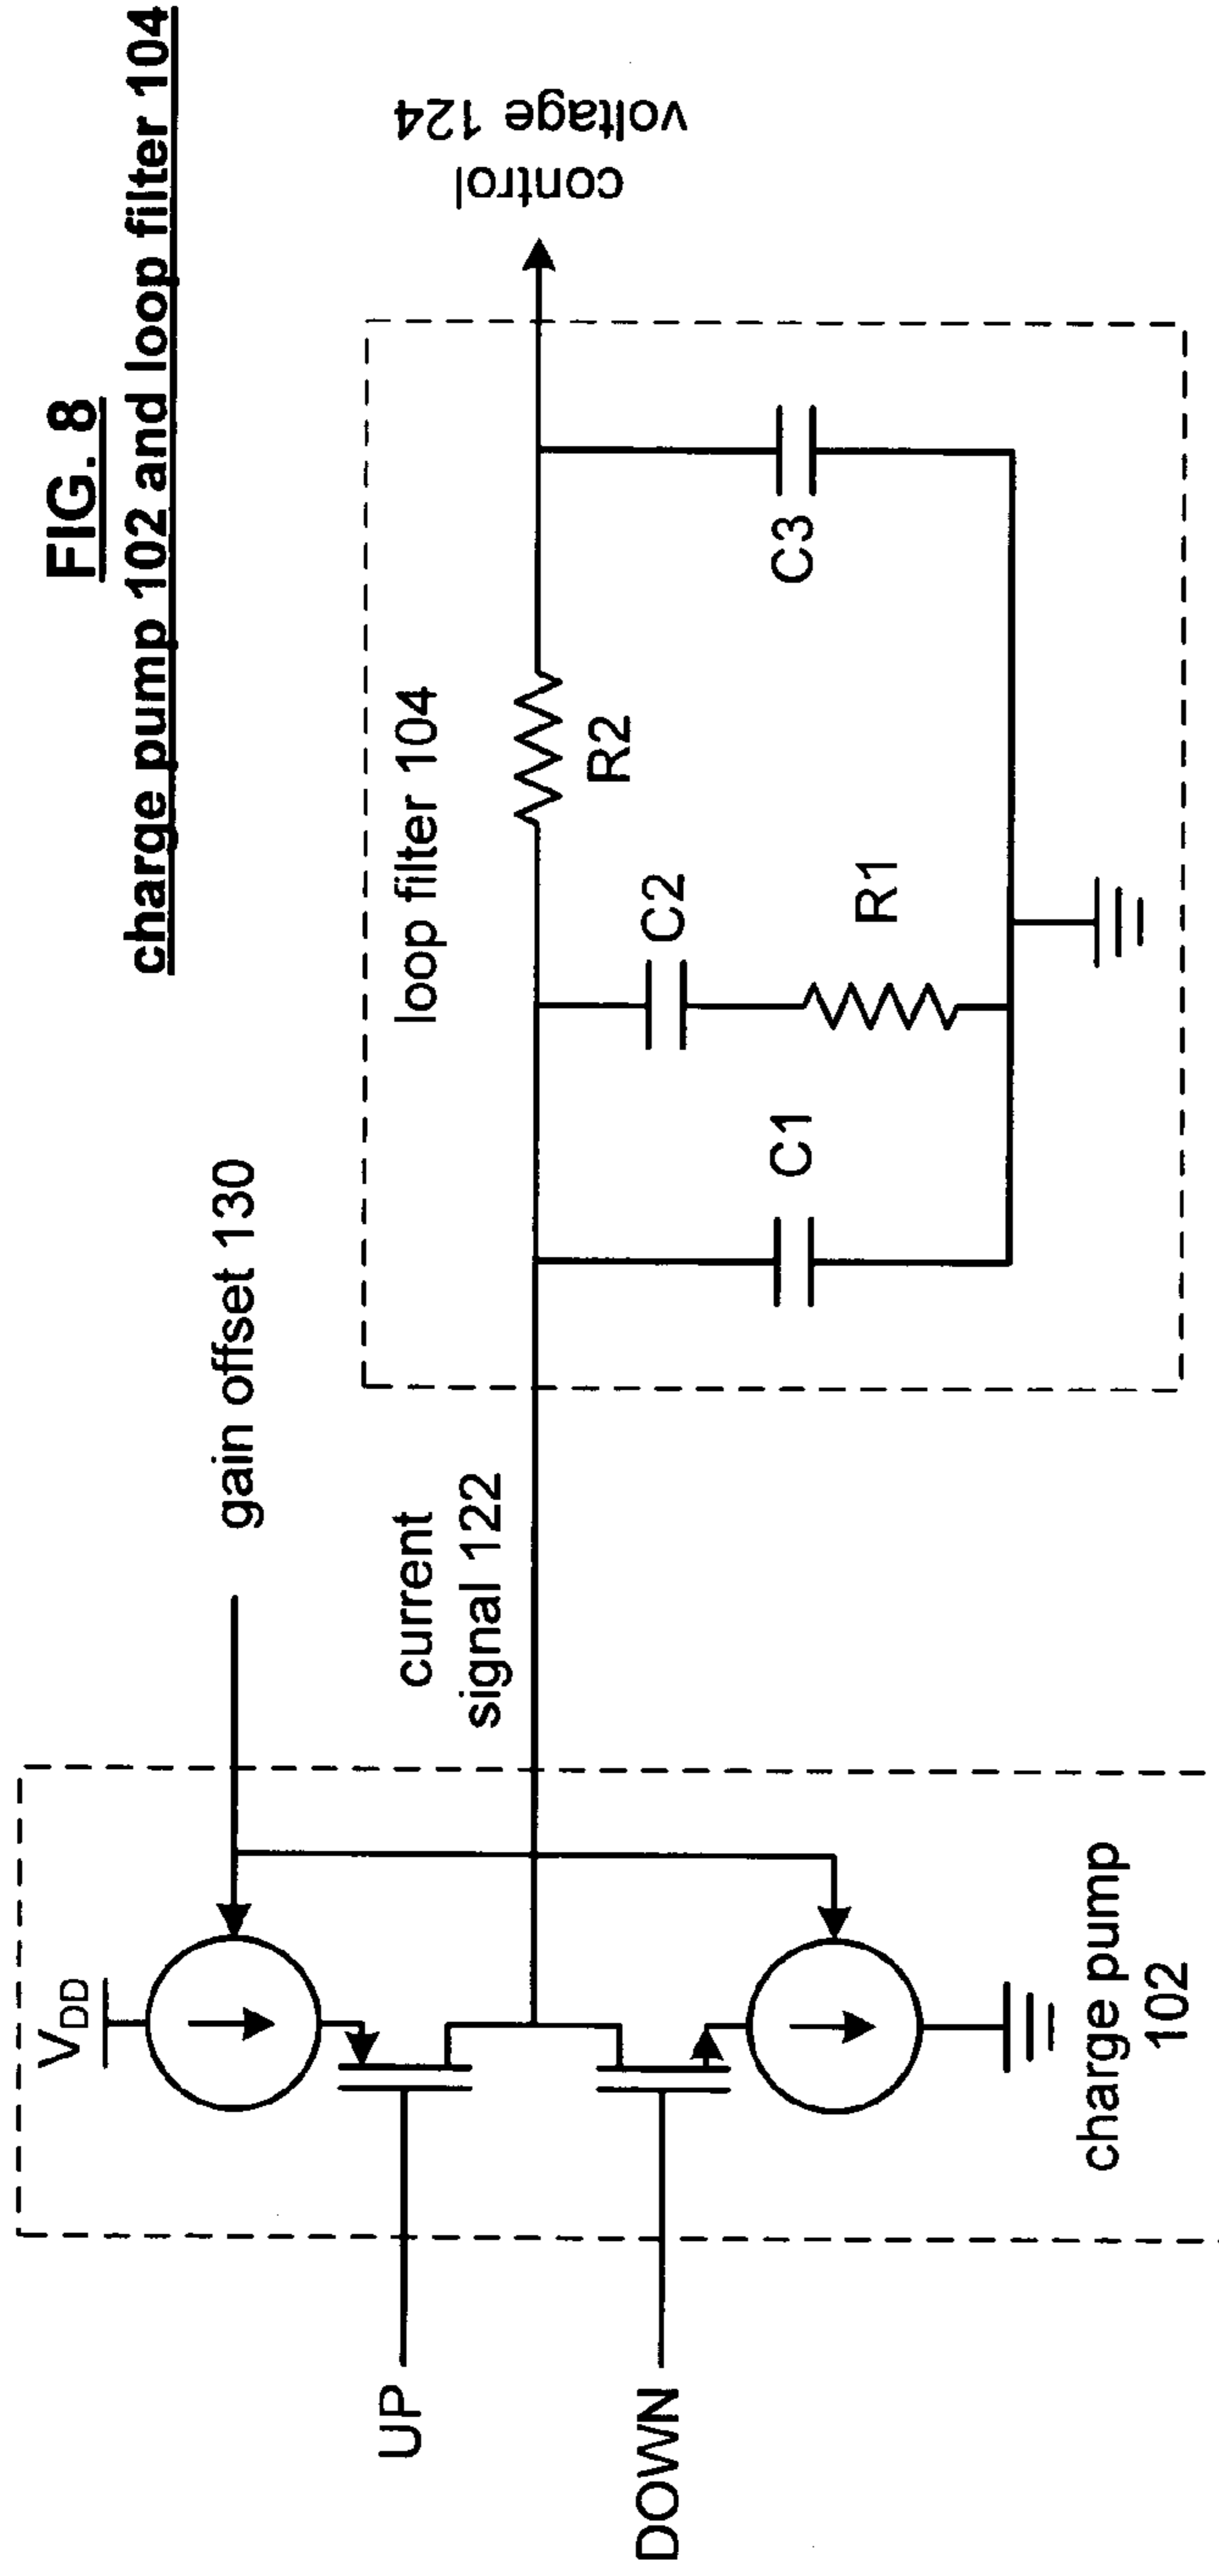 FIG. 8
charge pump 102 and loop filter 104
gain offset 130
V_DD
current
signal 122
loop filter 104
control
voltage 124
UP
DOWN
C1
C2
R1
R2
C3
charge pump
102